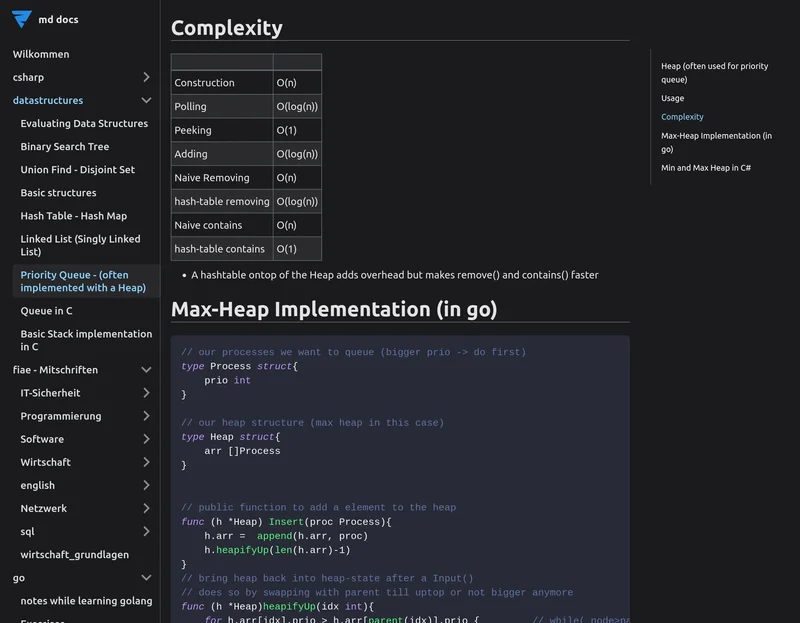 md docs
Wilkommen
csharp
datastructures
Evaluating Data Structures
Binary Search Tree
Union Find - Disjoint Set
Basic structures
Hash Table - Hash Map
Linked List (Singly Linked
List)
Priority Queue - (often
implemented with a Heap)
Queue in C
Basic Stack implementation
in C
fiae - Mitschriften
IT-Sicherheit
Programmierung
Software
Wirtschaft
english
Netzwerk
sql
wirtschaft_grundlagen
go
notes while learning golang
Exercises
Complexity
Construction O(n)
Polling O(log(n))
Peeking O(1)
Adding O(log(n))
Naive Removing O(n)
hash-table removing O(log(n))
Naive contains O(n)
hash-table contains O(1)
• A hashtable ontop of the Heap adds overhead but makes remove() and contains() faster
Max-Heap Implementation (in go)
// our processes we want to queue (bigger prio -> do first)
type Process struct{
prio int
}
// our heap structure (max heap in this case)
type Heap struct{
arr []Process
}
// public function to add a element to the heap
func (h *Heap) Insert(proc Process){
h.arr =  append(h.arr, proc)
h.heapifyUp(len(h.arr)-1)
}
// bring heap back into heap-state after a Input()
// does so by swapping with parent till uptop or not bigger anymore
func (h *Heap)heapifyUp(idx int){
for h.arr[idx].prio > h.arr[parent(idx)].prio { // while( node>pa
Heap (often used for priority
queue)
Usage
Complexity
Max-Heap Implementation (in
go)
Min and Max Heap in C#